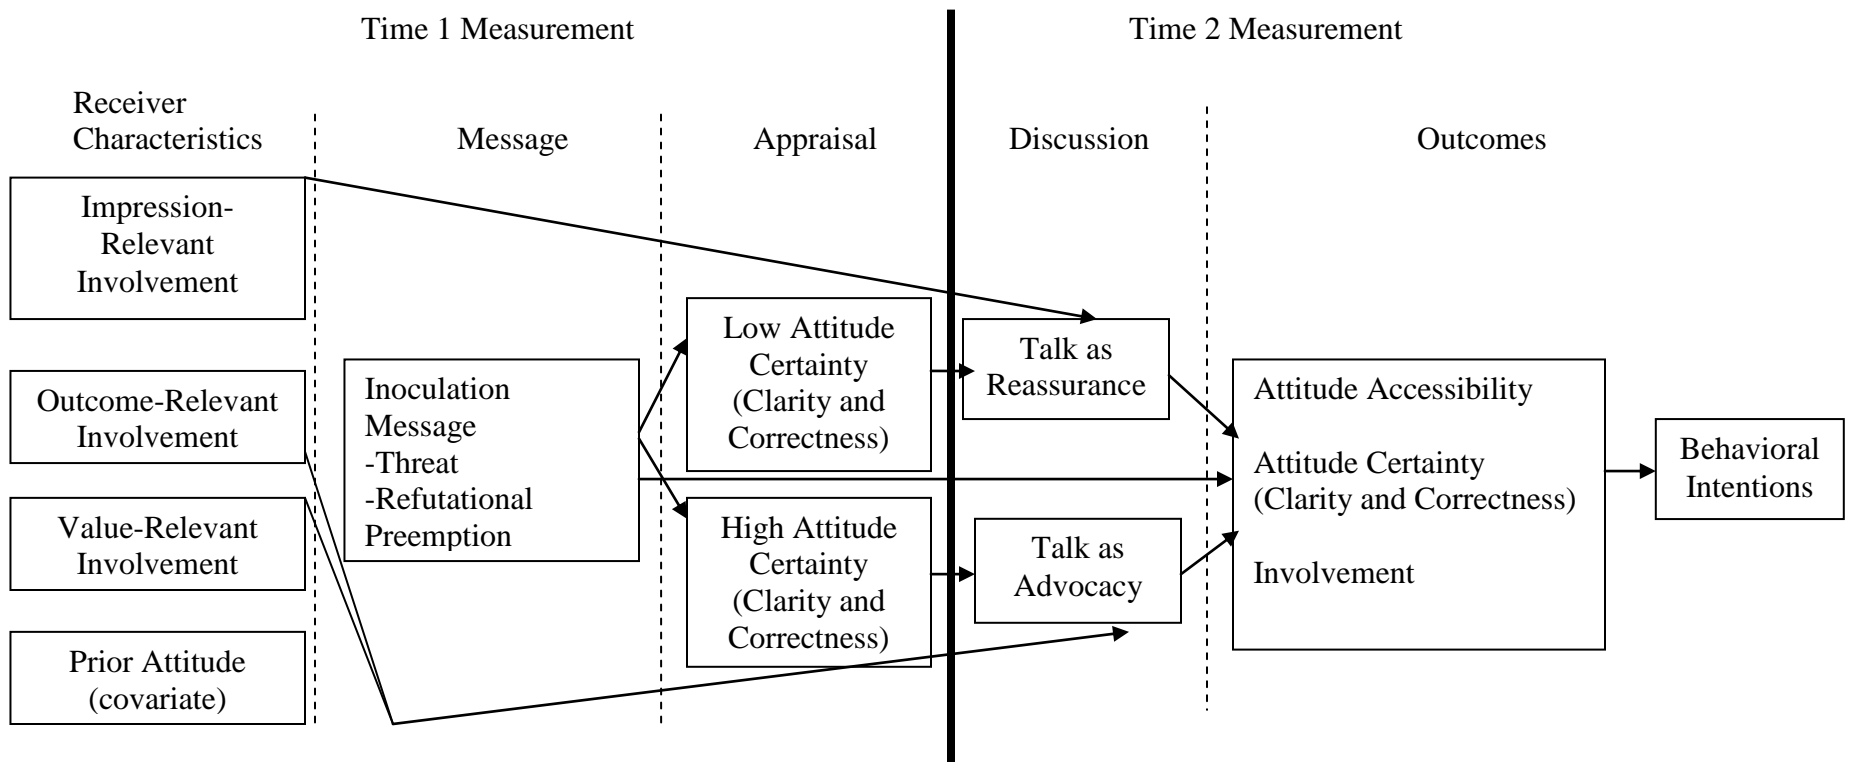 Time 1 Measurement
Time 2 Measurement
Receiver
Characteristics
Message
Appraisal
Discussion
Outcomes
Impression-
Relevant
Involvement
Outcome-Relevant
Involvement
Value-Relevant
Involvement
Prior Attitude
(covariate)
Inoculation
Message
-Threat
-Refutational
Preemption
Low Attitude
Certainty
(Clarity and
Correctness)
High Attitude
Certainty
(Clarity and
Correctness)
Talk as
Reassurance
Talk as
Advocacy
Attitude Accessibility
Attitude Certainty
(Clarity and Correctness)
Involvement
Behavioral
Intentions